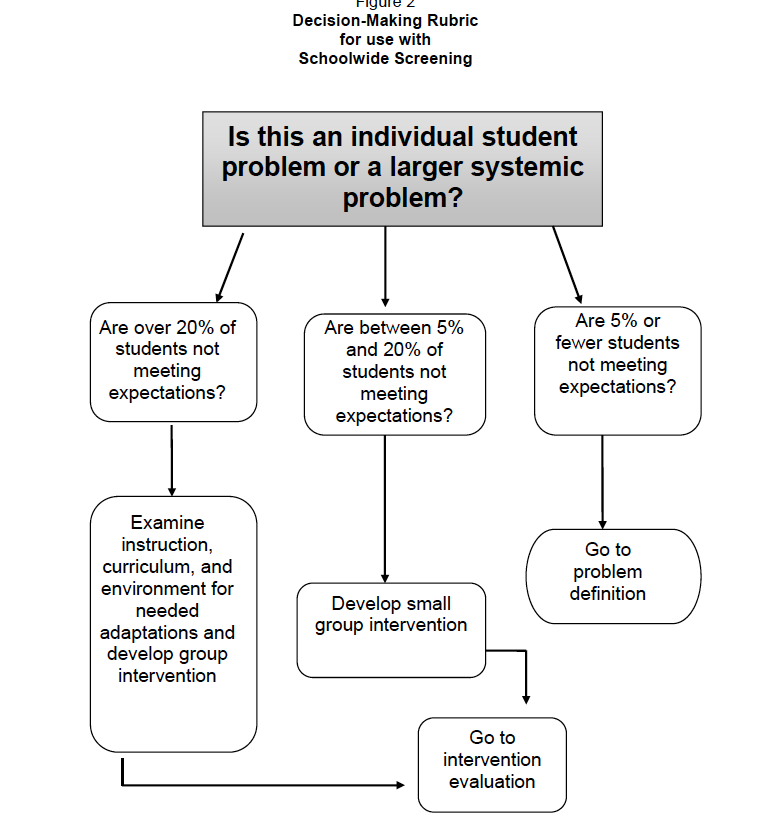 Figure 2
Decision-Making Rubric
for use with
Schoolwide Screening
Is this an individual student
problem or a larger systemic
problem?
Are over 20% of
students not
meeting
expectations?
Are between 5%
and 20% of
students not
meeting
expectations?
Are 5% or
fewer students
not meeting
expectations?
Examine
instruction,
curriculum, and
environment for
needed
adaptations and
develop group
intervention
Develop small
group intervention
Go to
problem
definition
Go to
intervention
evaluation